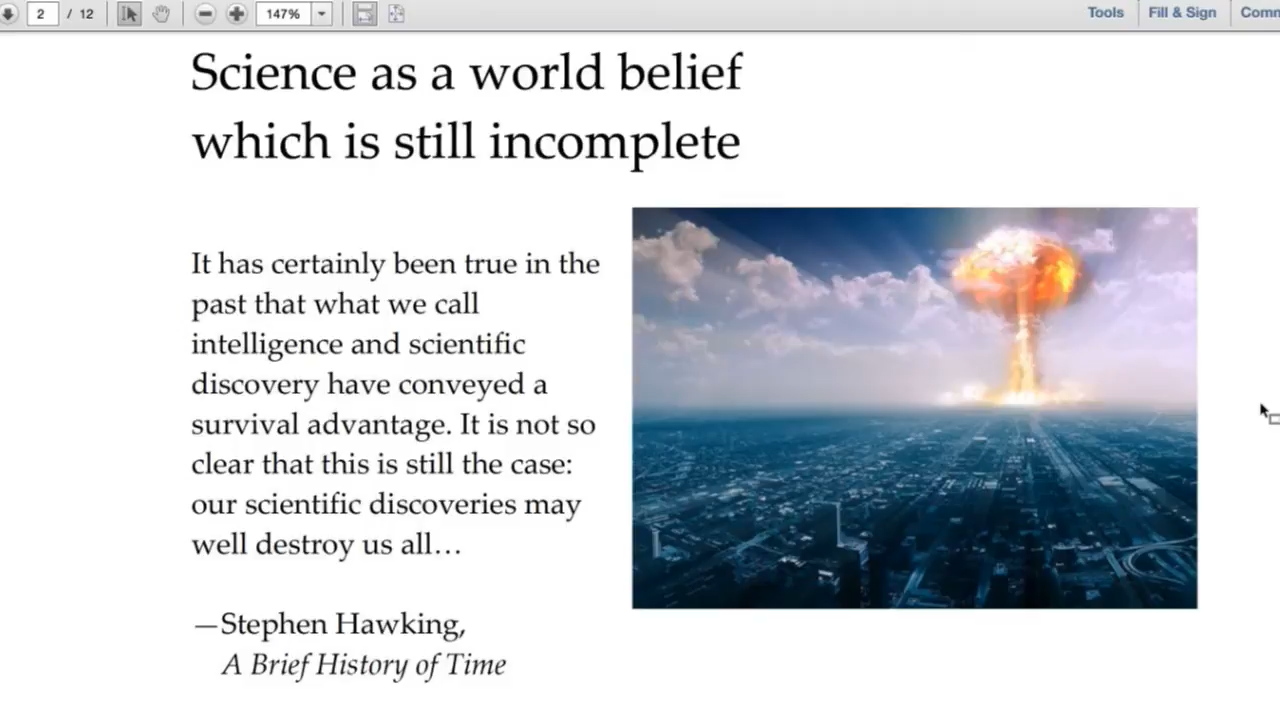 2 / 12 147% Tools Fill & Sign
Science as a world belief
which is still incomplete
It has certainly been true in the
past that what we call
intelligence and scientific
discovery have conveyed a
survival advantage. It is not so
clear that this is still the case:
our scientific discoveries may
well destroy us all…
—Stephen Hawking,
A Brief History of Time